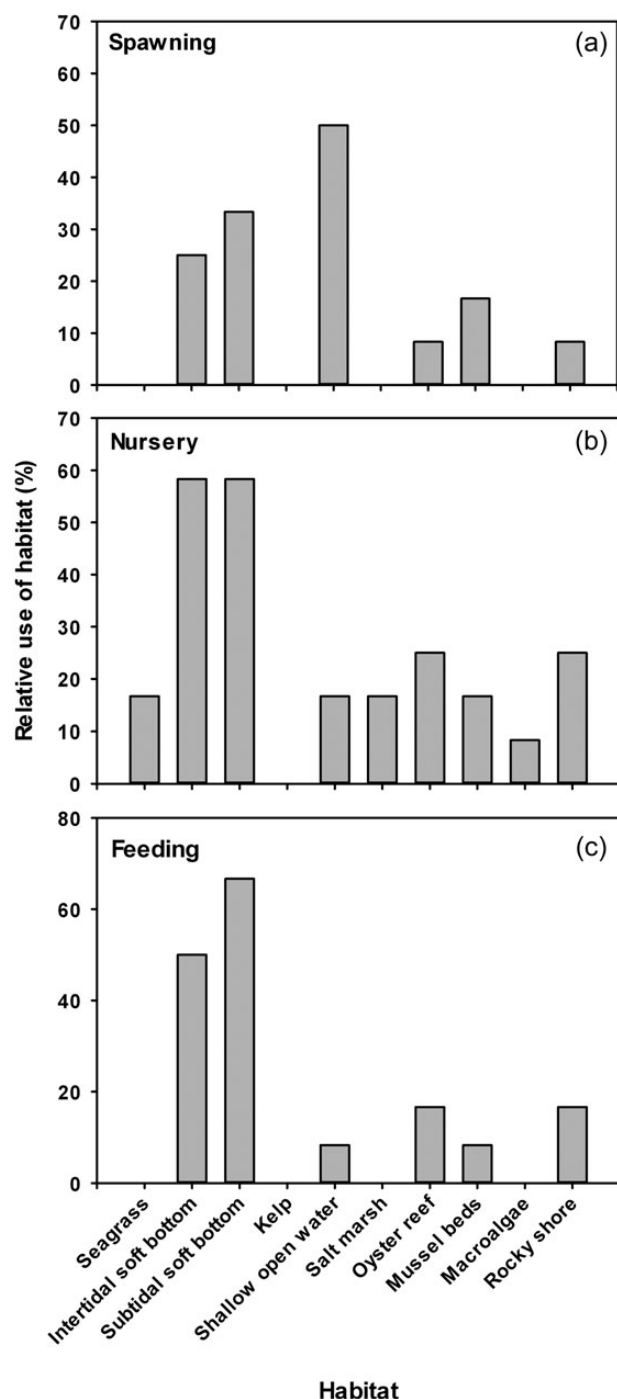 Spawning
(a)
70
60
50
40
30
20
10
0
Nursery
(b)
70
60
50
40
30
20
10
0
Relative use of habitat (%)
Feeding
(c)
80
60
40
20
0
Seagrass
Intertidal soft bottom
Subtidal soft bottom
Kelp
Shallow open water
Salt marsh
Oyster reef
Mussel beds
Macroalgae
Rocky shore
Habitat